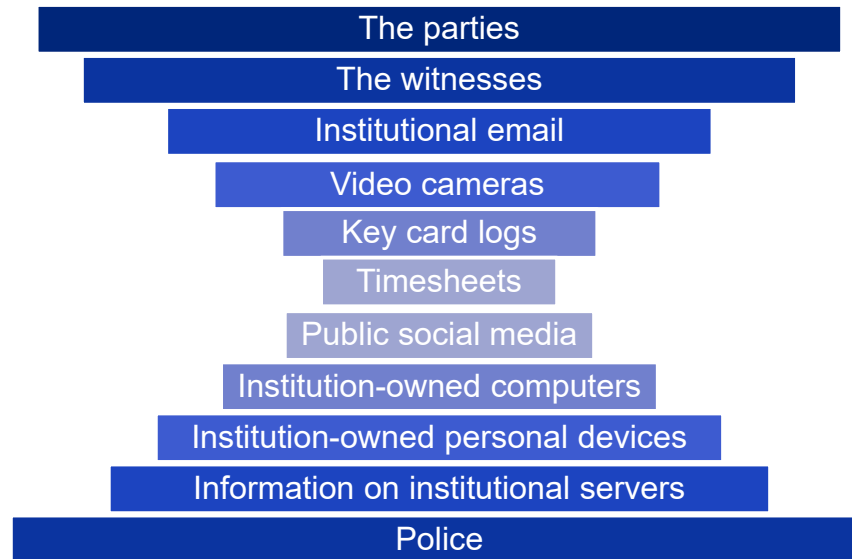 The parties
The witnesses
Institutional email
Video cameras
Key card logs
Timesheets
Public social media
Institution-owned computers
Institution-owned personal devices
Information on institutional servers
Police